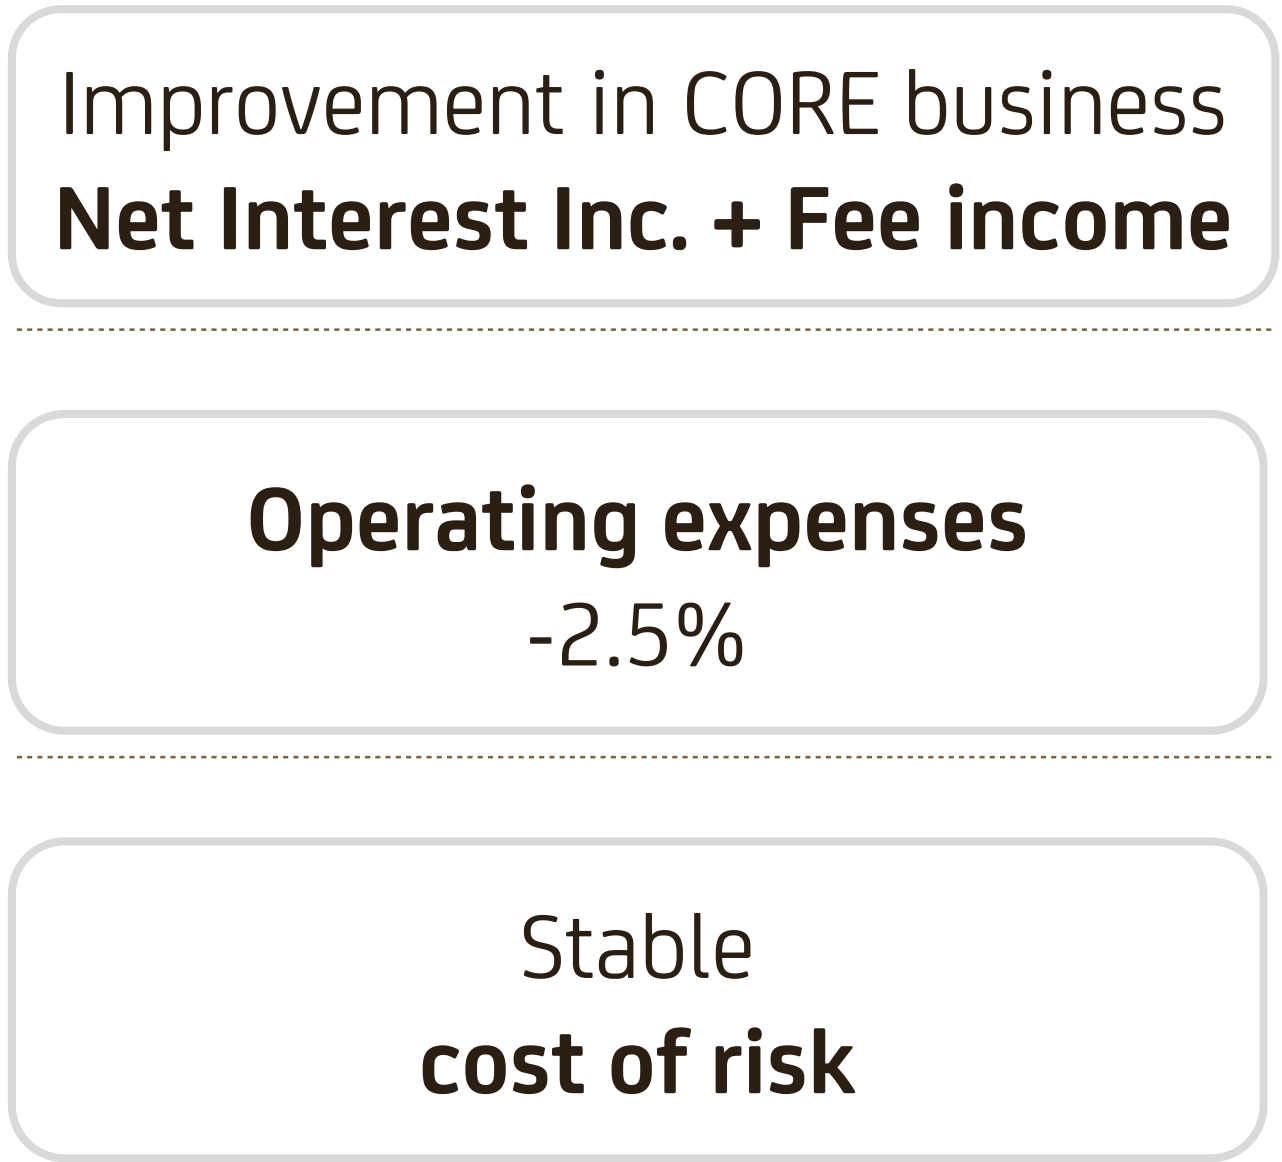 Improvement in CORE business
Net Interest Inc. + Fee income
Operating expenses
-2.5%
Stable
cost of risk